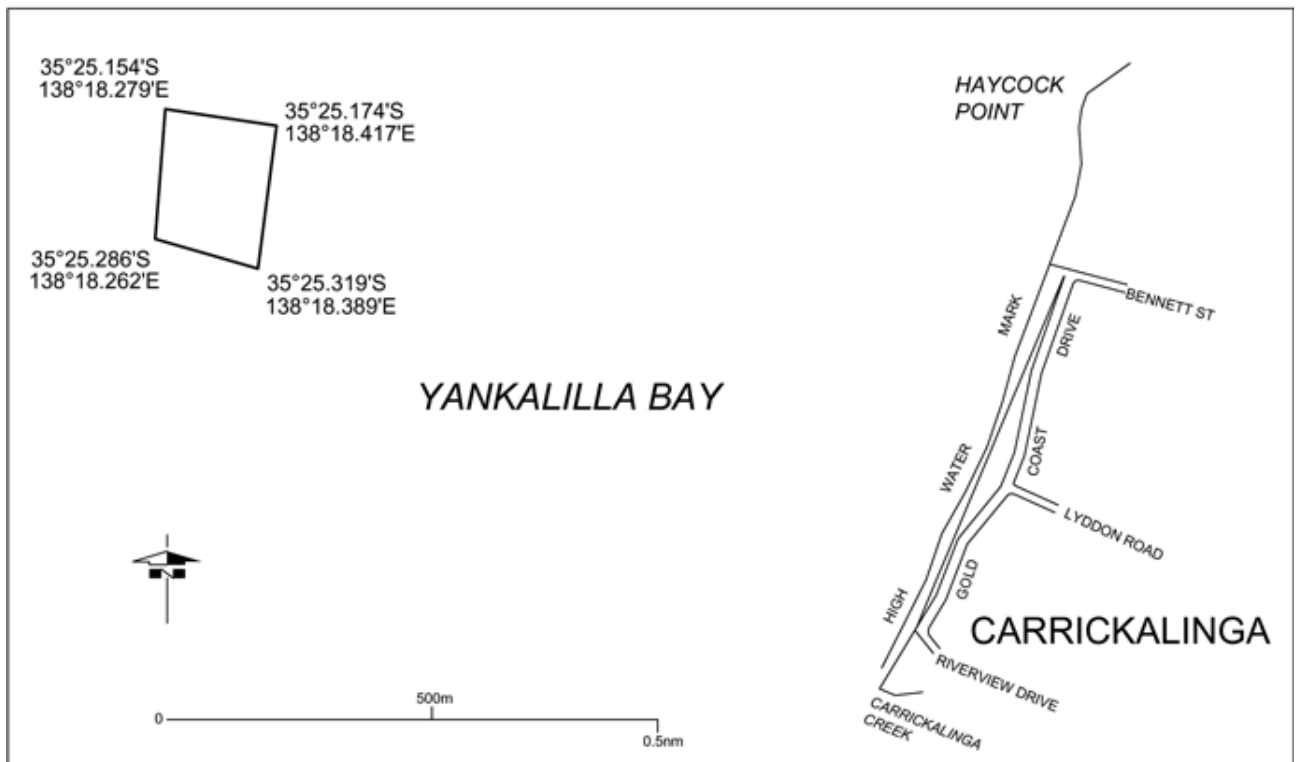 35°25.154'S
138°18.279'E
35°25.174'S
138°18.417'E
35°25.286'S
138°18.262'E
35°25.319'S
138°18.389'E
HAYCOCK
POINT
BENNETT ST
MARK
DRIVE
YANKALILLA BAY
COAST
WATER
LYDDON ROAD
GOLD
HIGH
CARRICKALINGA
RIVERVIEW DRIVE
CARRICKALINGA
CREEK
N
0
500m
0.5nm